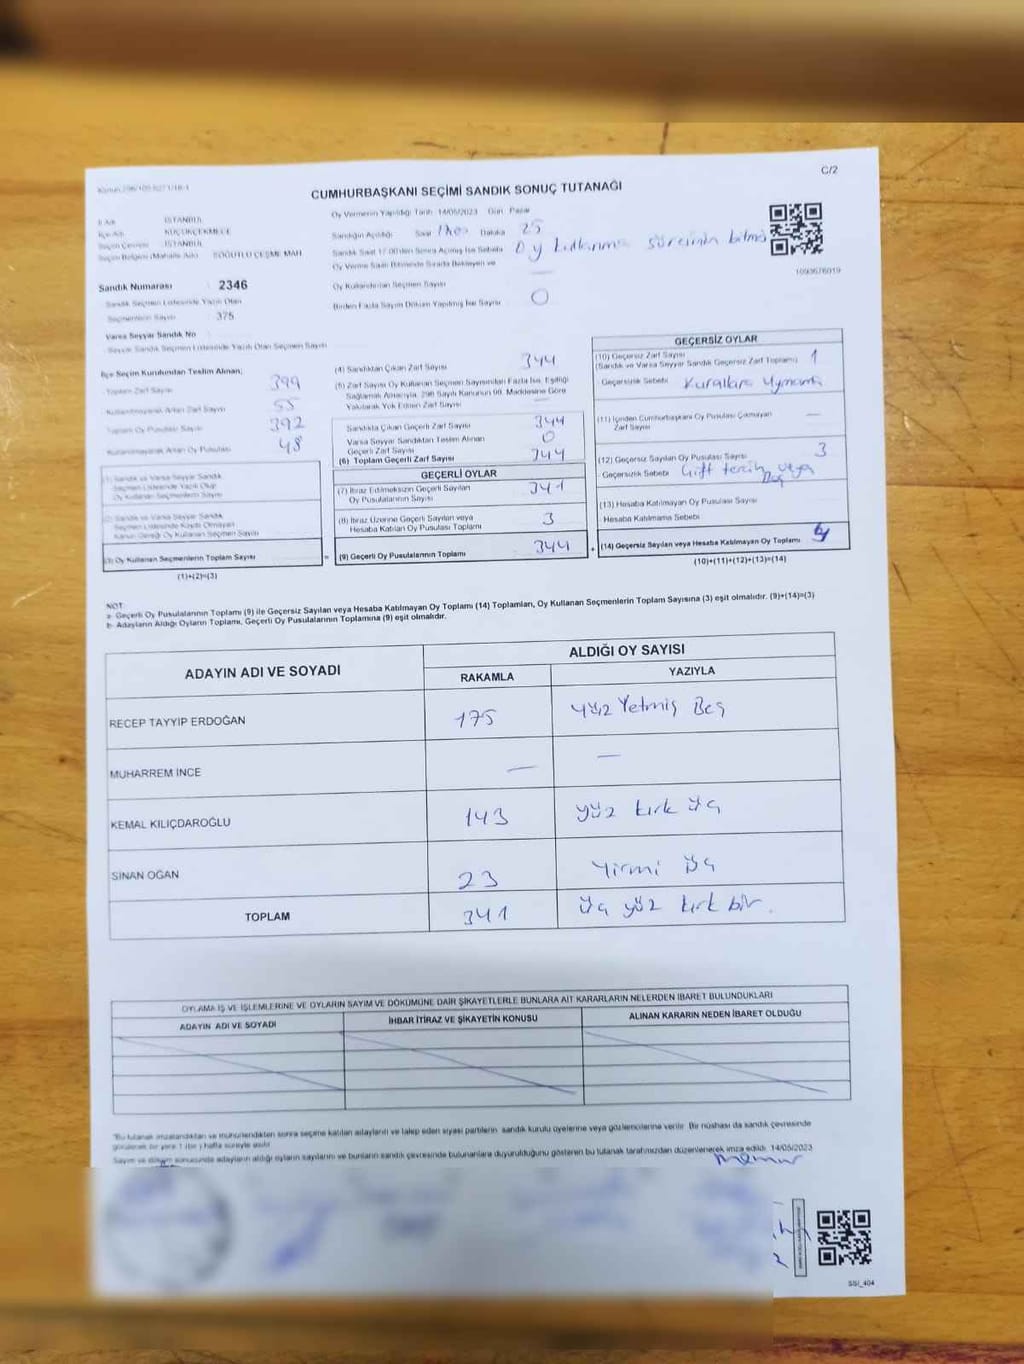 C/2
CUMHURBAŞKANI SEÇİMİ SANDIK SONUÇ TUTANAĞI
İl Adı İSTANBUL
İlçe Adı KÜÇÜKÇEKMECE
Seçim Çevresi İSTANBUL
Seçim Bölgesi (Mahalle Adı) SÖĞÜTLÜ ÇEŞME MAH
Sandık Numarası 2346
Sandık Seçmen Listesinde Yazılı Olan
Seçmenlerin Sayısı 375
Varsa Seyyar Sandık No
Seyyar Sandık Seçmen Listesinde Yazılı Olan Seçmen Sayısı
Oy Vermenin Yapıldığı Tarih 14/05/2023 Gün Pazar
Sandığın Açıldığı Saat Dakika 25
Sandık Saat 17.00'den Sonra Açılmış İse Sebebi Oy kullanma süresinin bitmesi
Oy Verme Saati Bitiminde Sırada Bekleyen ve
Oy Kullandırılan Seçmen Sayısı —
Birden Fazla Sayım Döküm Yapılmış İse Sayısı 0
1093676019
İlçe Seçim Kurulundan Teslim Alınan;
Toplam Zarf Sayısı 399
Kullanılmayarak Artan Zarf Sayısı 55
Toplam Oy Pusulası Sayısı 392
Kullanılmayarak Artan Oy Pusulası 48
(1) Sandık ve Varsa Seyyar Sandık
Seçmen Listesinde Yazılı Olup
Oy Kullanan Seçmenlerin Sayısı
(2) Sandık ve Varsa Seyyar Sandık
Seçmen Listesinde Kayıtlı Olmayan
Kanun Gereği Oy Kullanan Seçmen Sayısı
(3) Oy Kullanan Seçmenlerin Toplam Sayısı
(1)+(2)=(3)
(4) Sandıktan Çıkan Zarf Sayısı 344
(5) Zarf Sayısı Oy Kullanan Seçmen Sayısından Fazla İse, Eşitliği
Sağlamak Amacıyla, 298 Sayılı Kanunun 98. Maddesine Göre
Yakılarak Yok Edilen Zarf Sayısı —
Sandıkta Çıkan Geçerli Zarf Sayısı 344
Varsa Seyyar Sandıktan Teslim Alınan
Geçerli Zarf Sayısı 0
(6) Toplam Geçerli Zarf Sayısı 344
GEÇERLİ OYLAR
(7) İtiraz Edilmeksizin Geçerli Sayılan
Oy Pusulalarının Sayısı 341
(8) İtiraz Üzerine Geçerli Sayılan veya
Hesaba Katılan Oy Pusulası Toplamı 3
= (9) Geçerli Oy Pusulalarının Toplamı 344
GEÇERSİZ OYLAR
(10) Geçersiz Zarf Sayısı
(Sandık ve Varsa Seyyar Sandık Geçersiz Zarf Toplamı) 1
Geçersizlik Sebebi Kurallara Uymama
(11) İçinden Cumhurbaşkanı Oy Pusulası Çıkmayan
Zarf Sayısı —
(12) Geçersiz Sayılan Oy Pusulası Sayısı 3
Geçersizlik Sebebi Çift tercih veya Boş
(13) Hesaba Katılmayan Oy Pusulası Sayısı
Hesaba Katılmama Sebebi
+ (14) Geçersiz Sayılan veya Hesaba Katılmayan Oy Toplamı
(10)+(11)+(12)+(13)=(14)
NOT
a- Geçerli Oy Pusulalarının Toplamı (9) ile Geçersiz Sayılan veya Hesaba Katılmayan Oy Toplamı (14) Toplamları, Oy Kullanan Seçmenlerin Toplam Sayısına (3) eşit olmalıdır. (9)+(14)=(3)
b- Adayların Aldığı Oyların Toplamı, Geçerli Oy Pusulalarının Toplamına (9) eşit olmalıdır.
ADAYIN ADI VE SOYADI ALDIĞI OY SAYISI
RAKAMLA YAZIYLA
RECEP TAYYIP ERDOĞAN 175 Yüz Yetmiş Beş
MUHARREM İNCE — —
KEMAL KILIÇDAROĞLU 143 yüz kırk üç
SİNAN OĞAN 23 Yirmi üç
TOPLAM 341 üç yüz kırk bir.
OYLAMA İŞ VE İŞLEMLERİNE VE OYLARIN SAYIM VE DÖKÜMÜNE DAİR ŞİKAYETLERLE BUNLARA AİT KARARLARIN NELERDEN İBARET BULUNDUKLARI
ADAYIN ADI VE SOYADI İHBAR İTİRAZ VE ŞİKAYETİN KONUSU ALINAN KARARIN NEDEN İBARET OLDUĞU
*Bu tutanak imzalandıktan ve mühürlendikten sonra seçime katılan adayların ve talep eden siyasi partilerin sandık kurulu üyelerine veya gözlemcilerine verilir. Bir nüshası da sandık çevresinde
görülecek bir yere 1 (bir) hafta süreyle asılır.
Sayım ve döküm sonucunda adayların aldığı oyların sayılarını ve bunların sandık çevresinde bulunanlara duyurulduğunu gösteren bu tutanak tarafımızdan düzenlenerek imza edildi. 14/05/2023
Memur
SSI_404